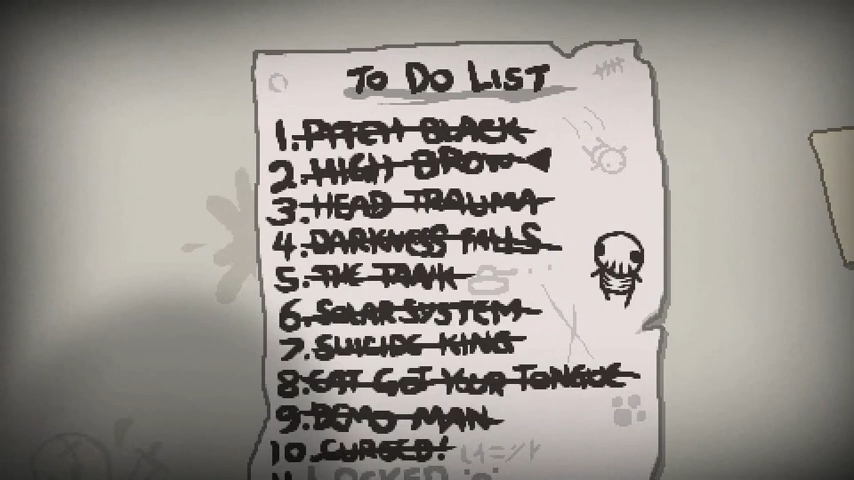 TO DO LIST
1. PITCH BLACK
2. HIGH BROW
3. HEAD TRAUMA
4. DARKNESS FALLS
5. THE TANK
6. SOLAR SYSTEM
7. SUICIDE KING
8. CAT GOT YOUR TONGUE
9. DEMO MAN
10. CURSED!
LOCKED